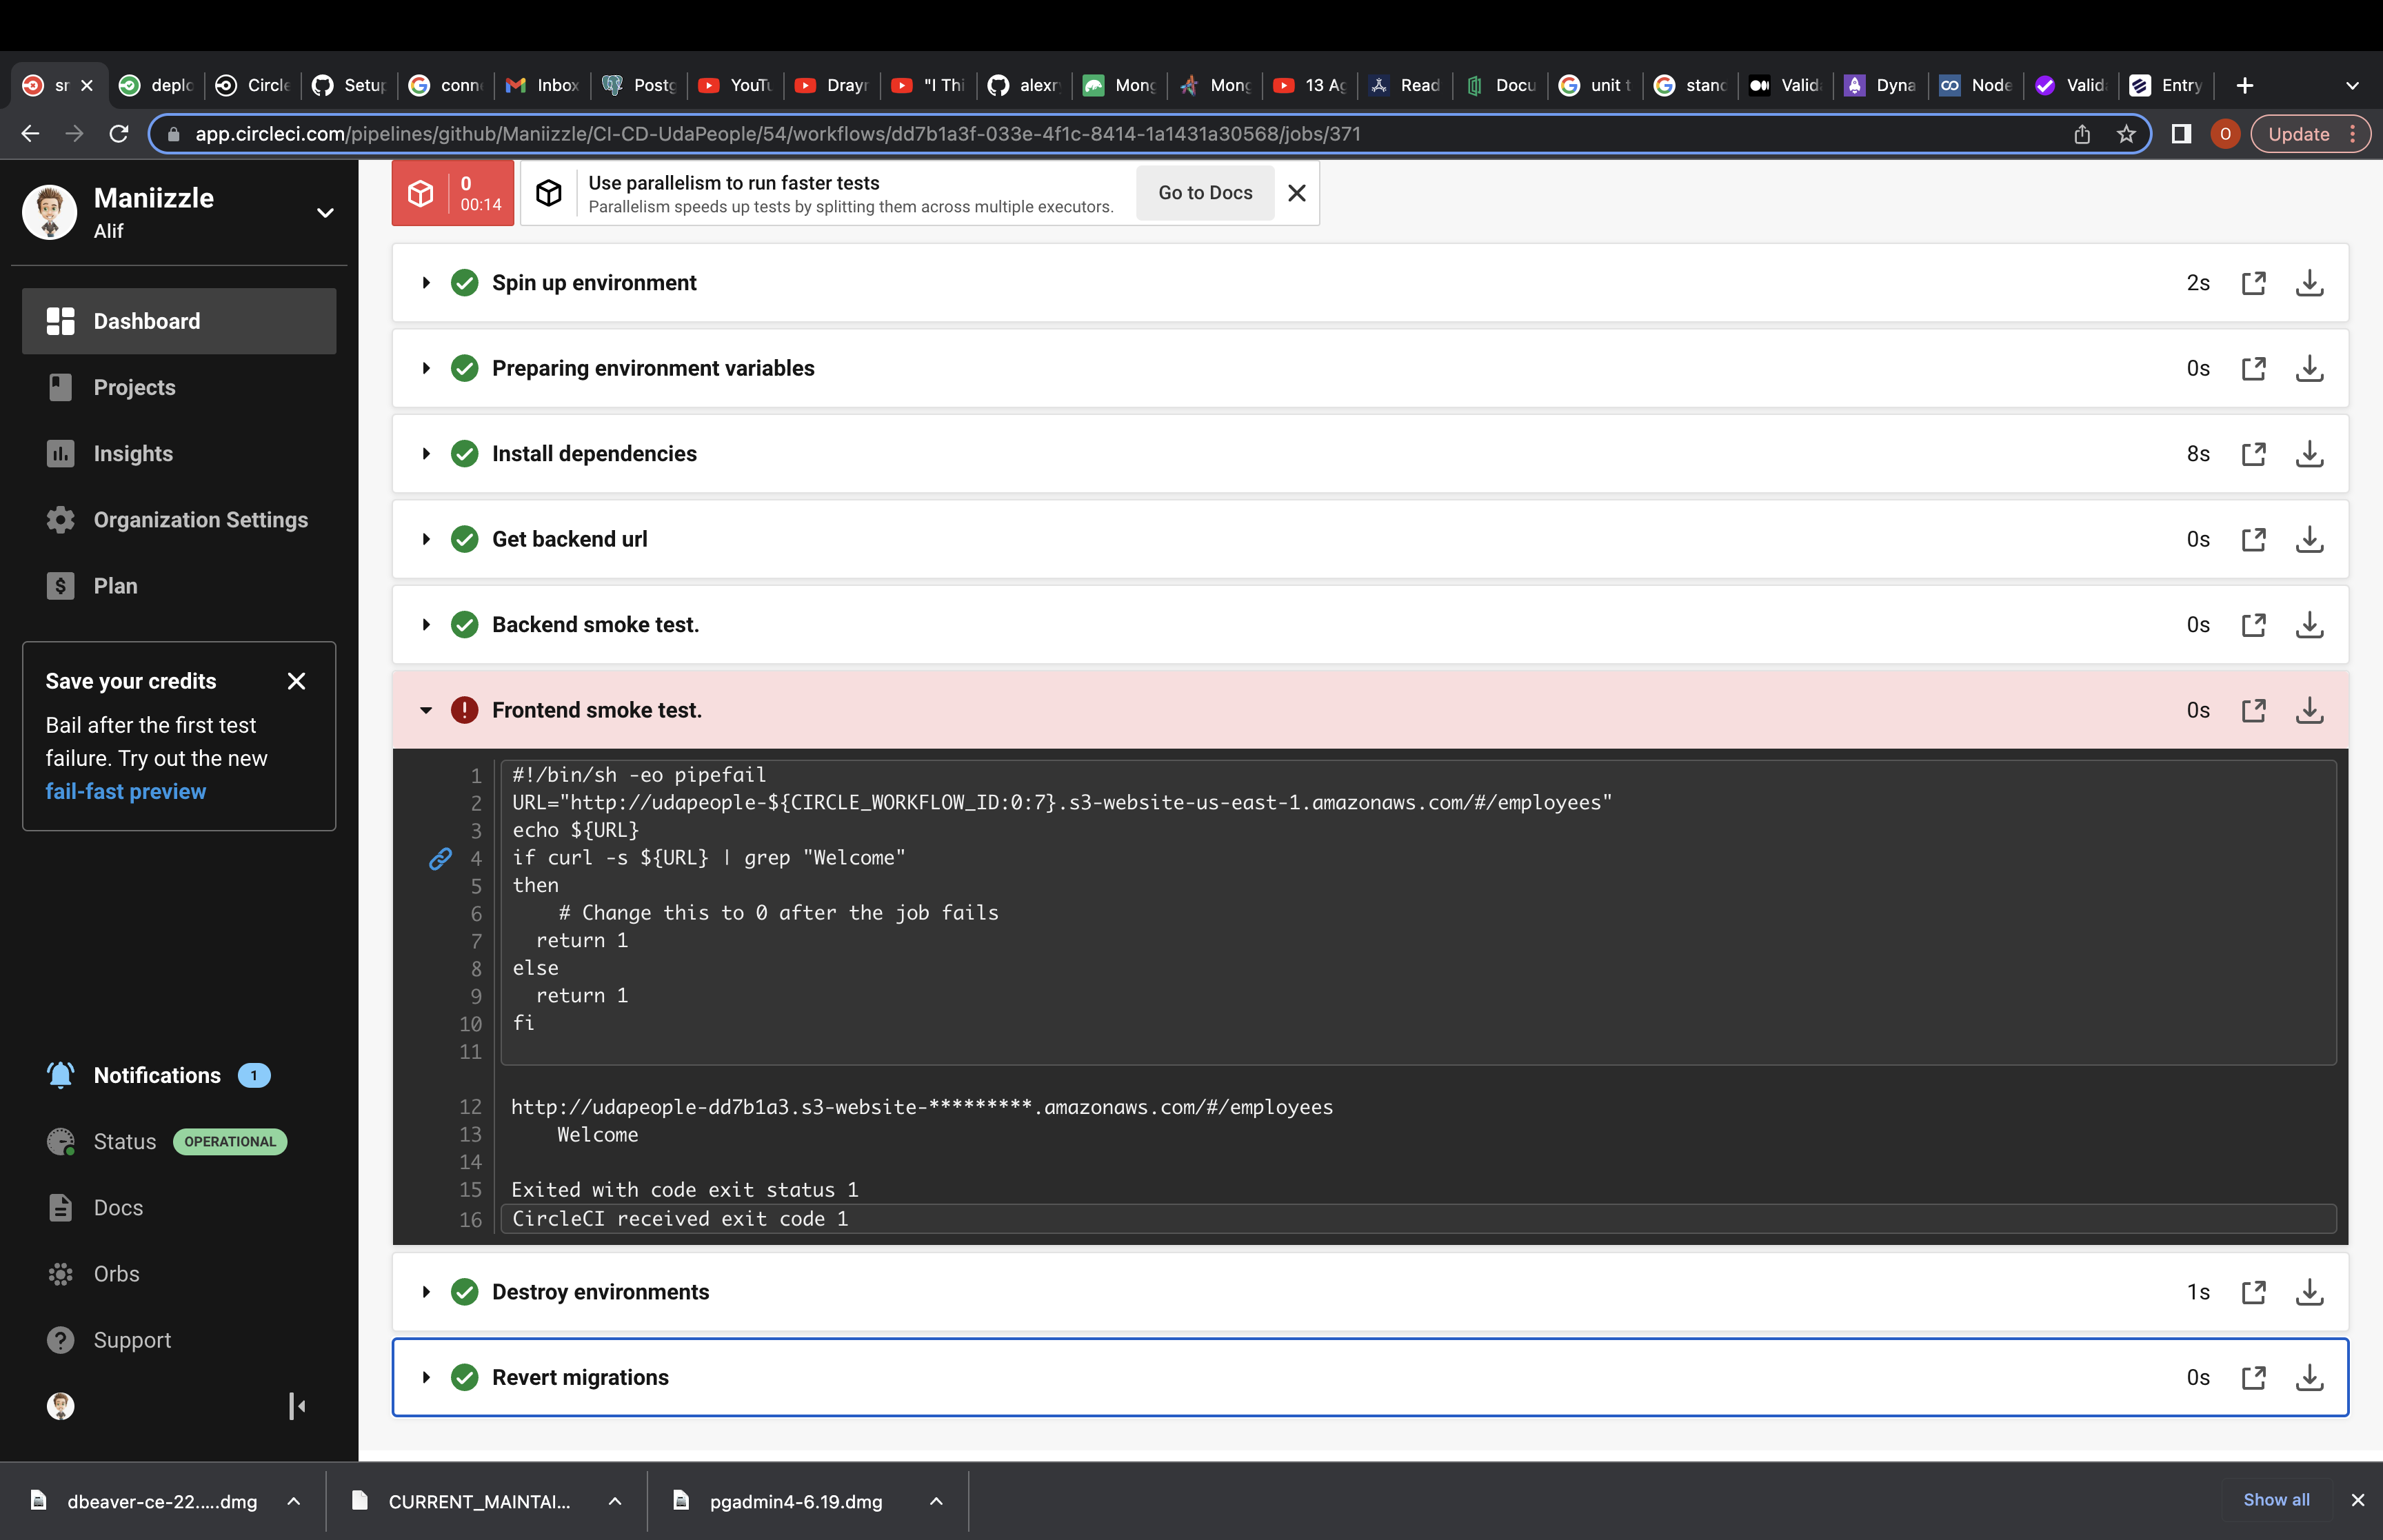 sr
deplo
Circle
Setup
conne
Inbox
Postg
YouTu
Drayn
"I Thi
alexr
Mong
Mong
13 Ag
Read
Docu
unit t
stand
Valida
Dyna
Node
Valida
Entry
app.circleci.com/pipelines/github/Maniizzle/CI-CD-UdaPeople/54/workflows/dd7b1a3f-033e-4f1c-8414-1a1431a30568/jobs/371
O
Update
Maniizzle
Alif
Dashboard
Projects
Insights
Organization Settings
Plan
Save your credits
Bail after the first test
failure. Try out the new
fail-fast preview
Notifications 1
Status OPERATIONAL
Docs
Orbs
Support
0
00:14
Use parallelism to run faster tests
Parallelism speeds up tests by splitting them across multiple executors.
Go to Docs
Spin up environment 2s
Preparing environment variables 0s
Install dependencies 8s
Get backend url 0s
Backend smoke test. 0s
Frontend smoke test. 0s
1 #!/bin/sh -eo pipefail
2 URL="http://udapeople-${CIRCLE_WORKFLOW_ID:0:7}.s3-website-us-east-1.amazonaws.com/#/employees"
3 echo ${URL}
4 if curl -s ${URL} | grep "Welcome"
5 then
6 # Change this to 0 after the job fails
7 return 1
8 else
9 return 1
10 fi
11
12 http://udapeople-dd7b1a3.s3-website-*********.amazonaws.com/#/employees
13 Welcome
14
15 Exited with code exit status 1
16 CircleCI received exit code 1
Destroy environments 1s
Revert migrations 0s
dbeaver-ce-22.....dmg
CURRENT_MAINTAI...
pgadmin4-6.19.dmg
Show all